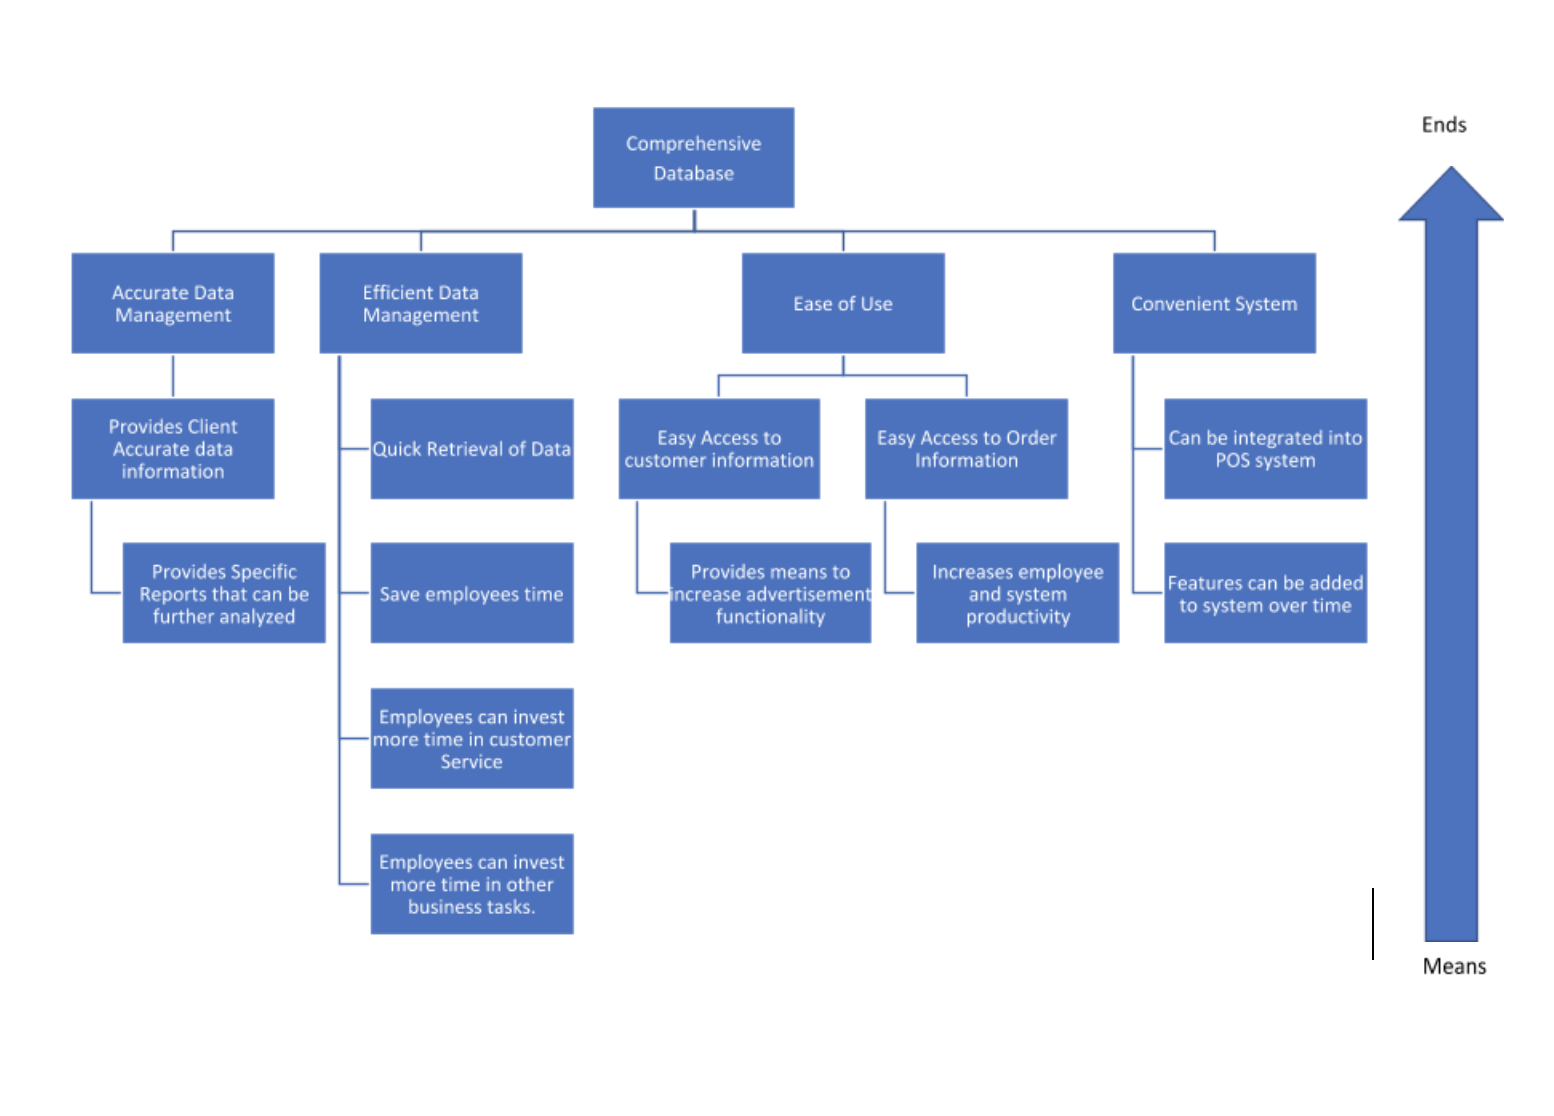 Comprehensive
Database
Ends
Accurate Data
Management
Efficient Data
Management
Ease of Use
Convenient System
Provides Client
Accurate data
information
Quick Retrieval of Data
Easy Access to
customer information
Easy Access to Order
Information
Can be integrated into
POS system
Provides Specific
Reports that can be
further analyzed
Save employees time
Provides means to
increase advertisement
functionality
Increases employee
and system
productivity
Features can be added
to system over time
Employees can invest
more time in customer
Service
Employees can invest
more time in other
business tasks.
Means